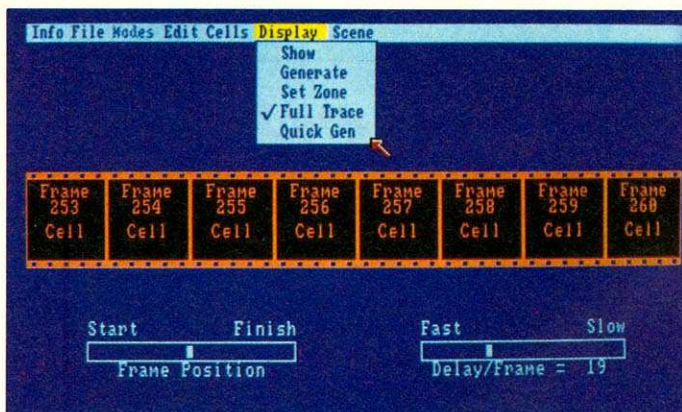 Info File Modes Edit Cells Display Scene
Show
Generate
Set Zone
✓ Full Trace
Quick Gen
Frame 253 Cell
Frame 254 Cell
Frame 255 Cell
Frame 256 Cell
Frame 257 Cell
Frame 258 Cell
Frame 259 Cell
Frame 260 Cell
Start Finish
Frame Position
Fast Slow
Delay/Frame = 19